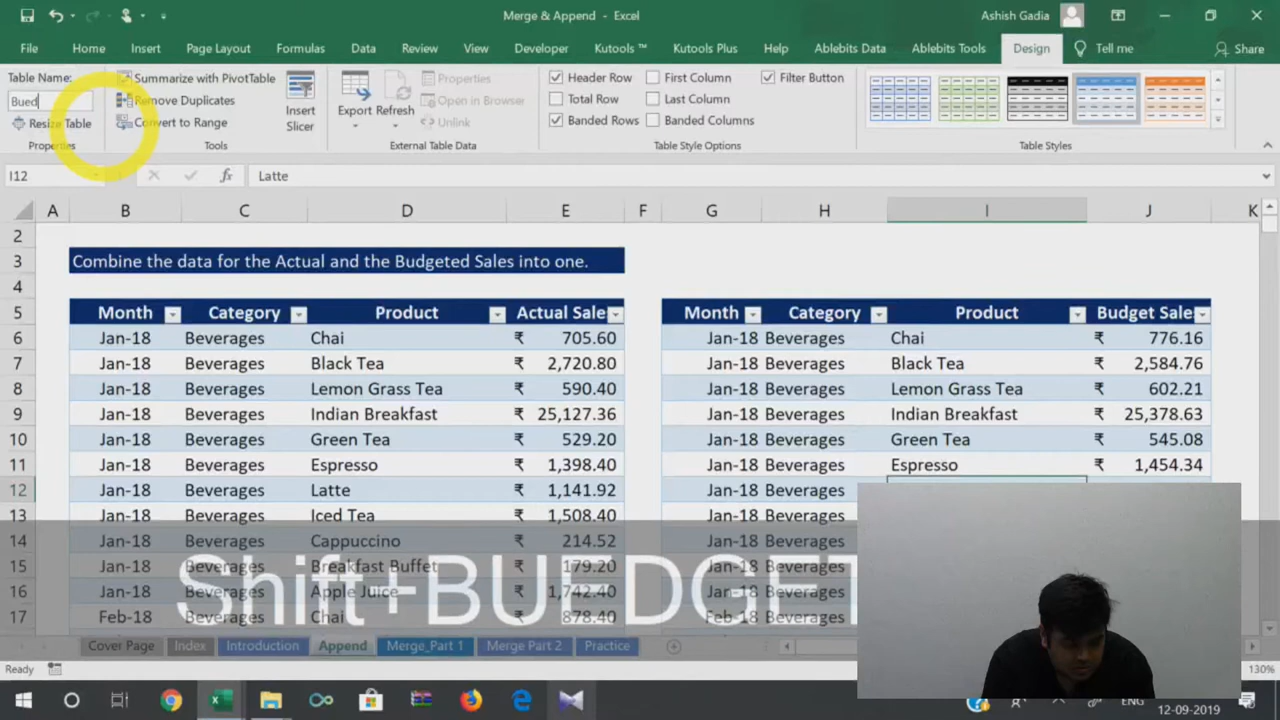 Merge & Append - Excel
Ashish Gadia
File Home Insert Page Layout Formulas Data Review View Developer Kutools ™ Kutools Plus Help Ablebits Data Ablebits Tools Design Tell me Share
Table Name:
Bued
Resize Table
Properties
Summarize with PivotTable
Remove Duplicates
Convert to Range
Tools
Insert
Slicer
Export Refresh
Properties
Open in Browse
External Table Data
Header Row First Column Filter Button
Total Row Last Column
Banded Rows Banded Columns
Table Style Options
Table Styles
I12 fx Latte
A B C D E F G H I J K
2
3 Combine the data for the Actual and the Budgeted Sales into one.
4
5 Month Category Product Actual Sale Month Category Product Budget Sale
6 Jan-18 Beverages Chai ₹ 705.60 Jan-18 Beverages Chai ₹ 776.16
7 Jan-18 Beverages Black Tea ₹ 2,720.80 Jan-18 Beverages Black Tea ₹ 2,584.76
8 Jan-18 Beverages Lemon Grass Tea ₹ 590.40 Jan-18 Beverages Lemon Grass Tea ₹ 602.21
9 Jan-18 Beverages Indian Breakfast ₹ 25,127.36 Jan-18 Beverages Indian Breakfast ₹ 25,378.63
10 Jan-18 Beverages Green Tea ₹ 529.20 Jan-18 Beverages Green Tea ₹ 545.08
11 Jan-18 Beverages Espresso ₹ 1,398.40 Jan-18 Beverages Espresso ₹ 1,454.34
12 Jan-18 Beverages Latte ₹ 1,141.92 Jan-18 Beverages
13 Jan-18 Beverages Iced Tea ₹ 1,508.40 Jan-18 Beverages
14 Jan-18 Beverages Cappuccino ₹ 214.52 Jan-18 Beverages
15 Jan-18 Beverages Breakfast Buffet ₹ 179.20 Jan-18 Beverages
16 Jan-18 Beverages Apple Juice ₹ 1,742.40 Jan-18 Beverages
17 Feb-18 Beverages Chai ₹ 878.40 Feb-18 Beverages
Shift+BUEDGET
Cover Page Index Introduction Append Merge_Part 1 Merge Part 2 Practice
Ready 130%
ENG
12-09-2019